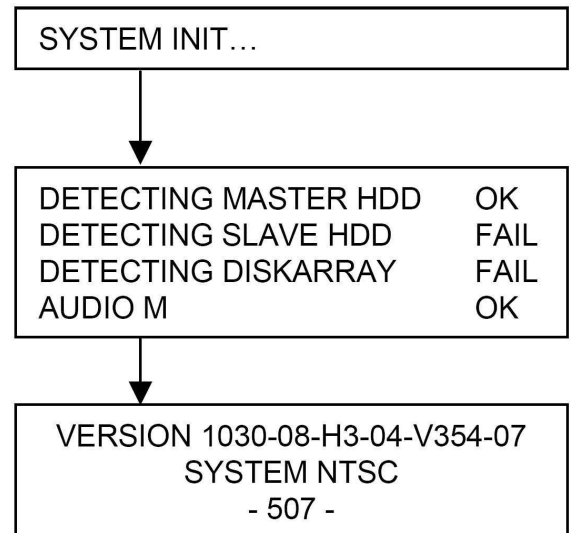 SYSTEM INIT…
DETECTING MASTER HDD OK
DETECTING SLAVE HDD FAIL
DETECTING DISKARRAY FAIL
AUDIO M OK
VERSION 1030-08-H3-04-V354-07
SYSTEM NTSC
- 507 -